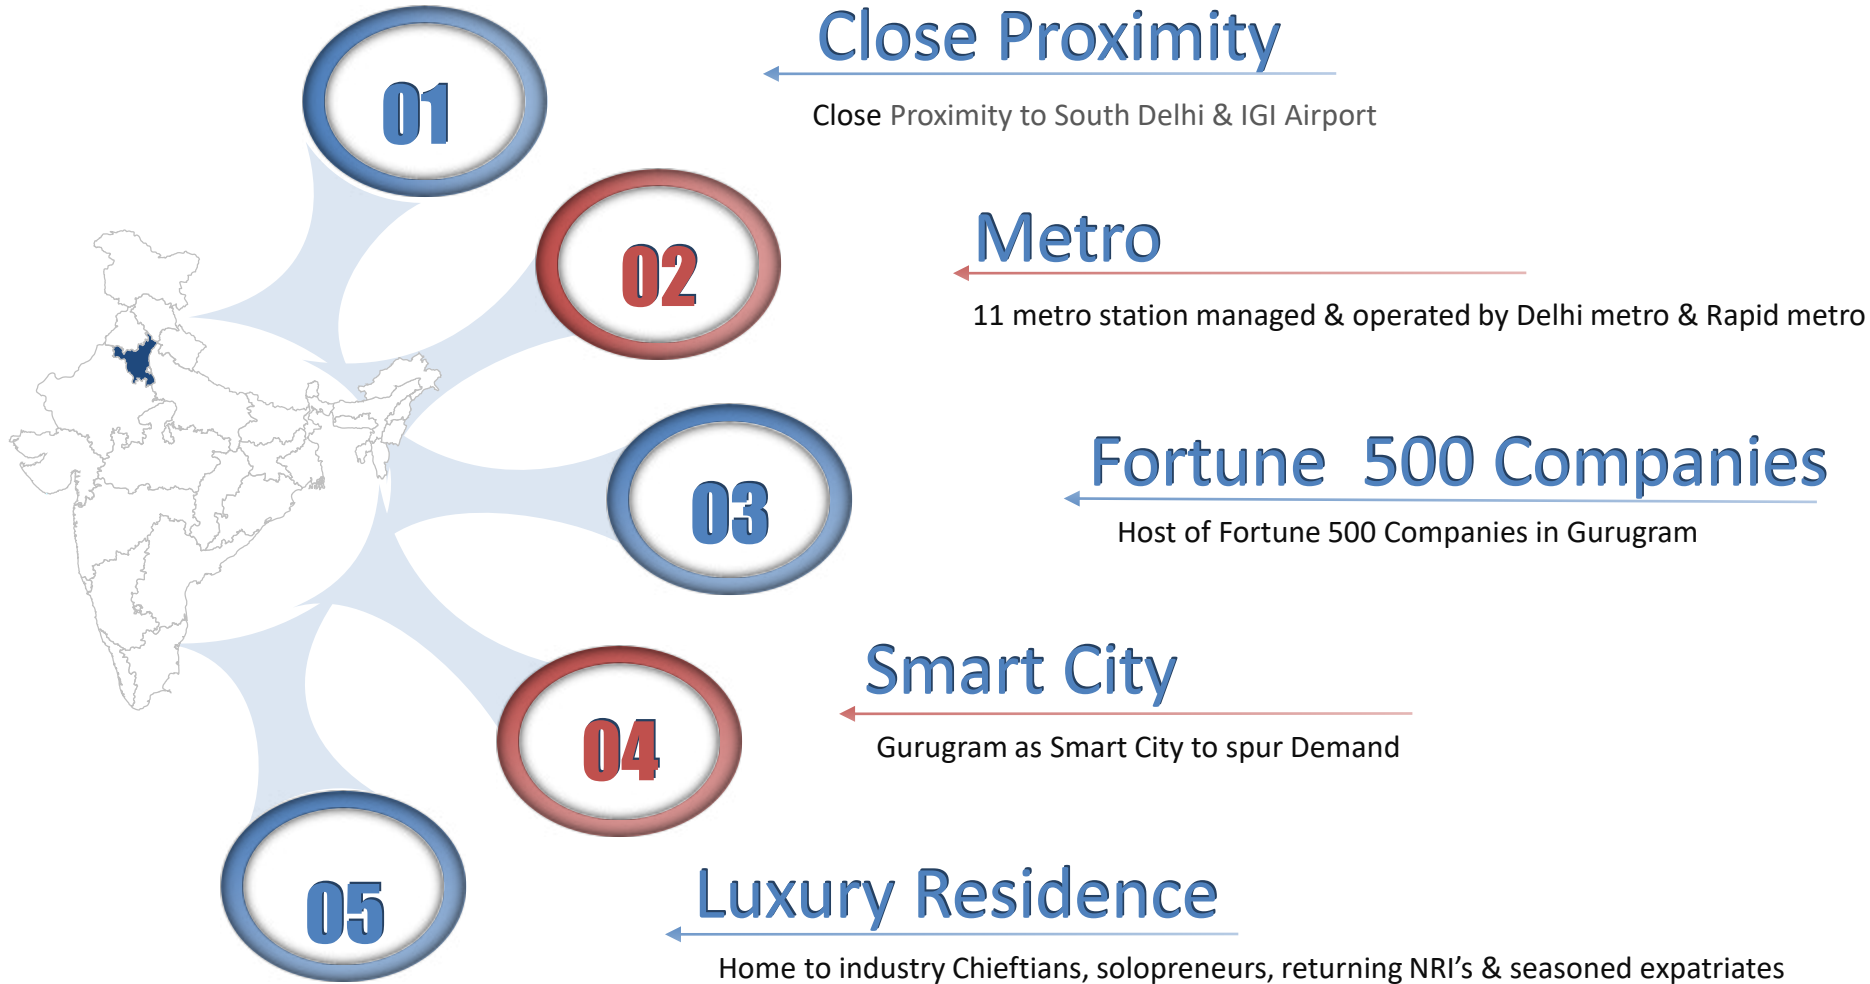 01
Close Proximity
Close Proximity to South Delhi & IGI Airport
02
Metro
11 metro station managed & operated by Delhi metro & Rapid metro
03
Fortune 500 Companies
Host of Fortune 500 Companies in Gurugram
04
Smart City
Gurugram as Smart City to spur Demand
05
Luxury Residence
Home to industry Chieftians, solopreneurs, returning NRI’s & seasoned expatriates